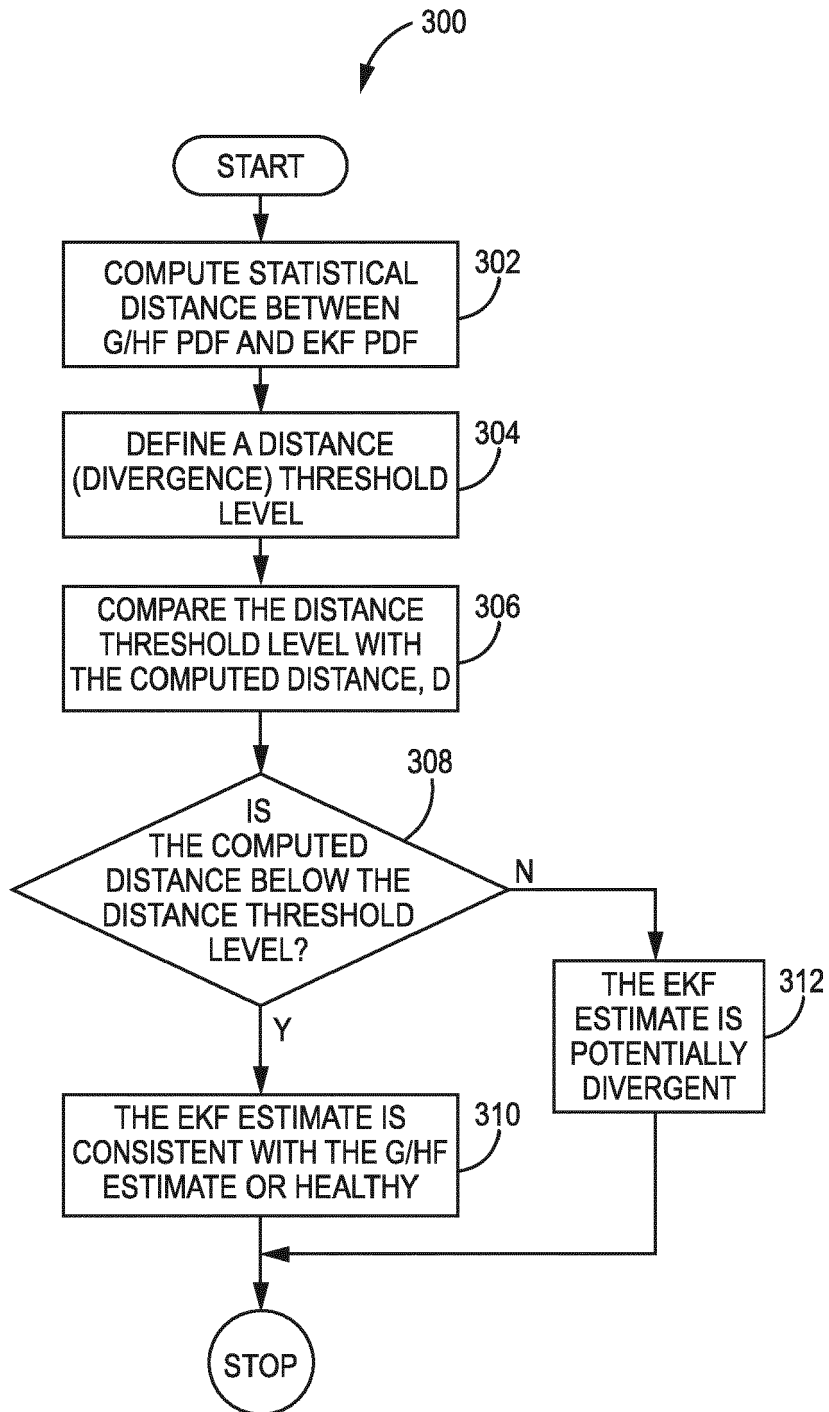 300
START
COMPUTE STATISTICAL
DISTANCE BETWEEN
G/HF PDF AND EKF PDF
302
DEFINE A DISTANCE
(DIVERGENCE) THRESHOLD
LEVEL
304
COMPARE THE DISTANCE
THRESHOLD LEVEL WITH
THE COMPUTED DISTANCE, D
306
308
IS
THE COMPUTED
DISTANCE BELOW THE
DISTANCE THRESHOLD
LEVEL?
N
Y
THE EKF
ESTIMATE IS
POTENTIALLY
DIVERGENT
312
THE EKF ESTIMATE IS
CONSISTENT WITH THE G/HF
ESTIMATE OR HEALTHY
310
STOP